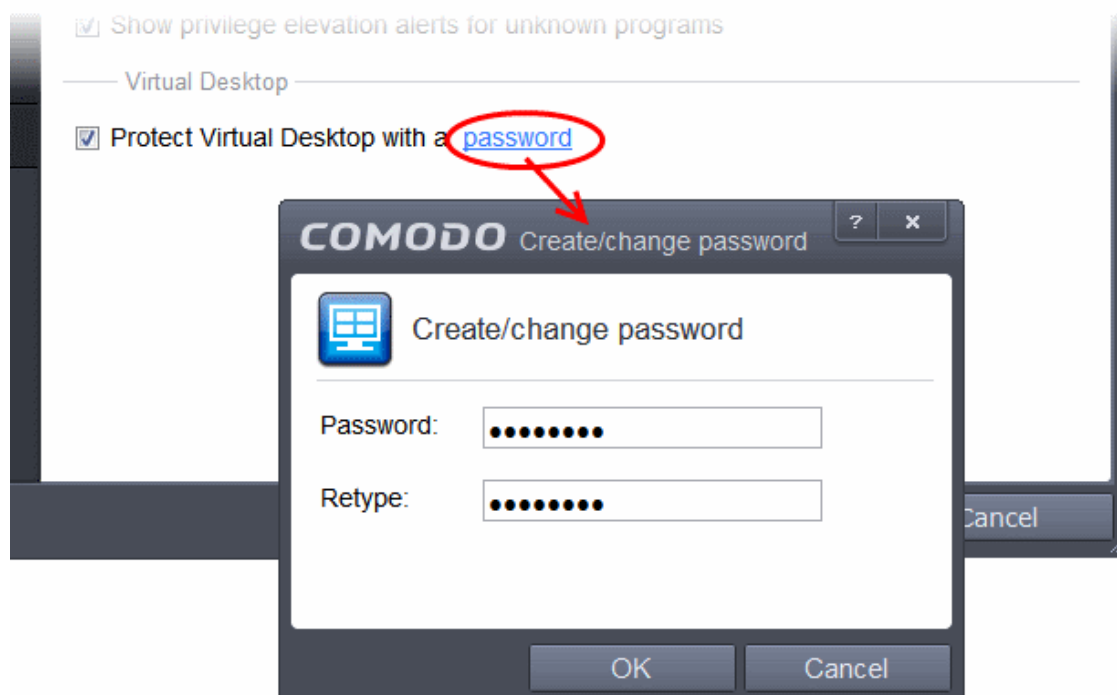 Show privilege elevation alerts for unknown programs
Virtual Desktop
Protect Virtual Desktop with a password
COMODO Create/change password
? x
Create/change password
Password: ••••••••
Retype: ••••••••
Cancel
OK Cancel